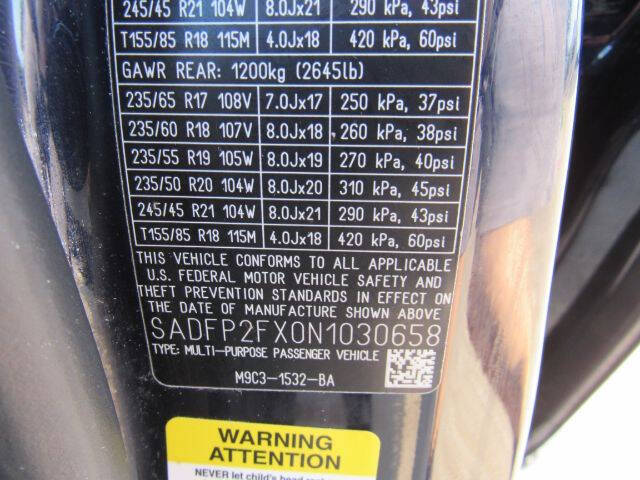 245/45 R21 104W 8.0Jx21 290 kPa, 43psi
T155/85 R18 115M 4.0Jx18 420 kPa, 60psi
GAWR REAR: 1200kg (2645lb)
235/65 R17 108V 7.0Jx17 250 kPa, 37psi
235/60 R18 107V 8.0Jx18 260 kPa, 38psi
235/55 R19 105W 8.0Jx19 270 kPa, 40psi
235/50 R20 104W 8.0Jx20 310 kPa, 45psi
245/45 R21 104W 8.0Jx21 290 kPa, 43psi
T155/85 R18 115M 4.0Jx18 420 kPa, 60psi
THIS VEHICLE CONFORMS TO ALL APPLICABLE
U.S. FEDERAL MOTOR VEHICLE SAFETY AND
THEFT PREVENTION STANDARDS IN EFFECT ON
THE DATE OF MANUFACTURE SHOWN ABOVE
SADFP2FX0N1030658
TYPE: MULTI-PURPOSE PASSENGER VEHICLE
M9C3-1532-BA
WARNING
ATTENTION
NEVER let child's head rest